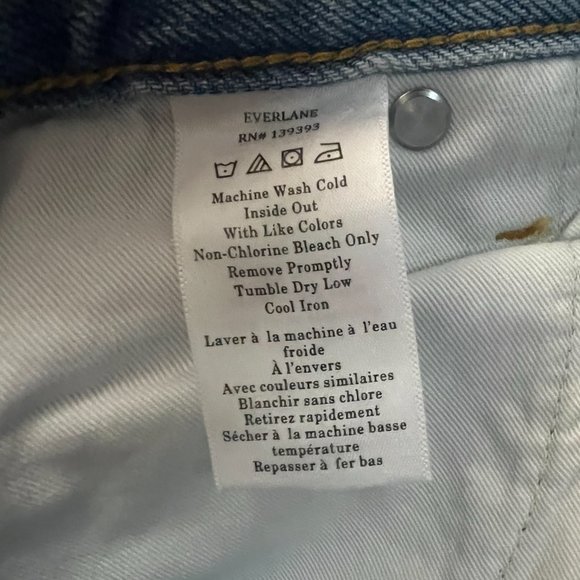 EVERLANE
RN# 139393
Machine Wash Cold
Inside Out
With Like Colors
Non-Chlorine Bleach Only
Remove Promptly
Tumble Dry Low
Cool Iron
Laver à la machine à l'eau
froide
À l'envers
Avec couleurs similaires
Blanchir sans chlore
Retirez rapidement
Sécher à la machine basse
température
Repasser à fer bas